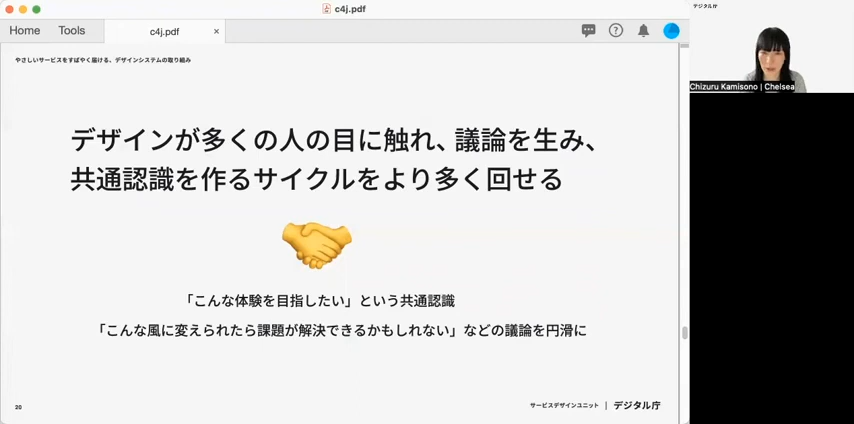 c4j.pdf
Home Tools c4j.pdf ×
やさしいサービスをすばやく届ける、デザインシステムの取り組み
デザインが多くの人の目に触れ、議論を生み、
共通認識を作るサイクルをより多く回せる
「こんな体験を目指したい」という共通認識
「こんな風に変えられたら課題が解決できるかもしれない」などの議論を円滑に
20
サービスデザインユニット | デジタル庁
デジタル庁
Chizuru Kamisono | Chelsea